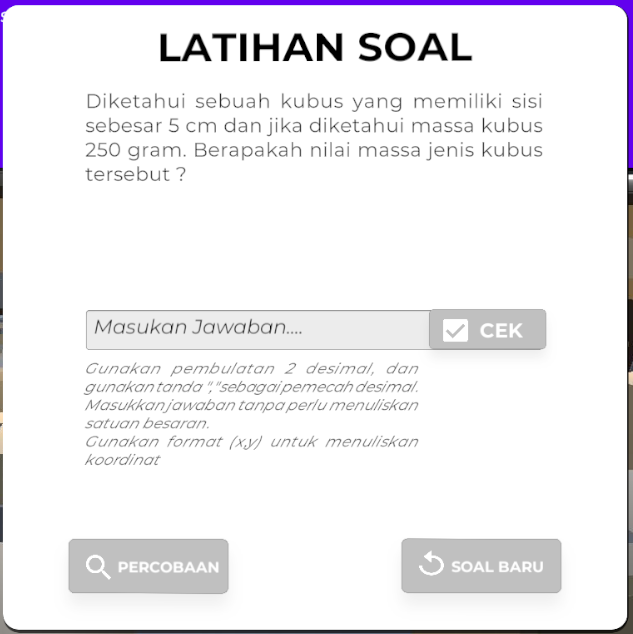 LATIHAN SOAL
Diketahui sebuah kubus yang memiliki sisi
sebesar 5 cm dan jika diketahui massa kubus
250 gram. Berapakah nilai massa jenis kubus
tersebut ?
Masukan Jawaban....
CEK
Gunakan pembulatan 2 desimal, dan
gunakan tanda "," sebagai pemecah desimal.
Masukkan jawaban tanpa perlu menuliskan
satuan besaran.
Gunakan format (x,y) untuk menuliskan
koordinat
PERCOBAAN
SOAL BARU